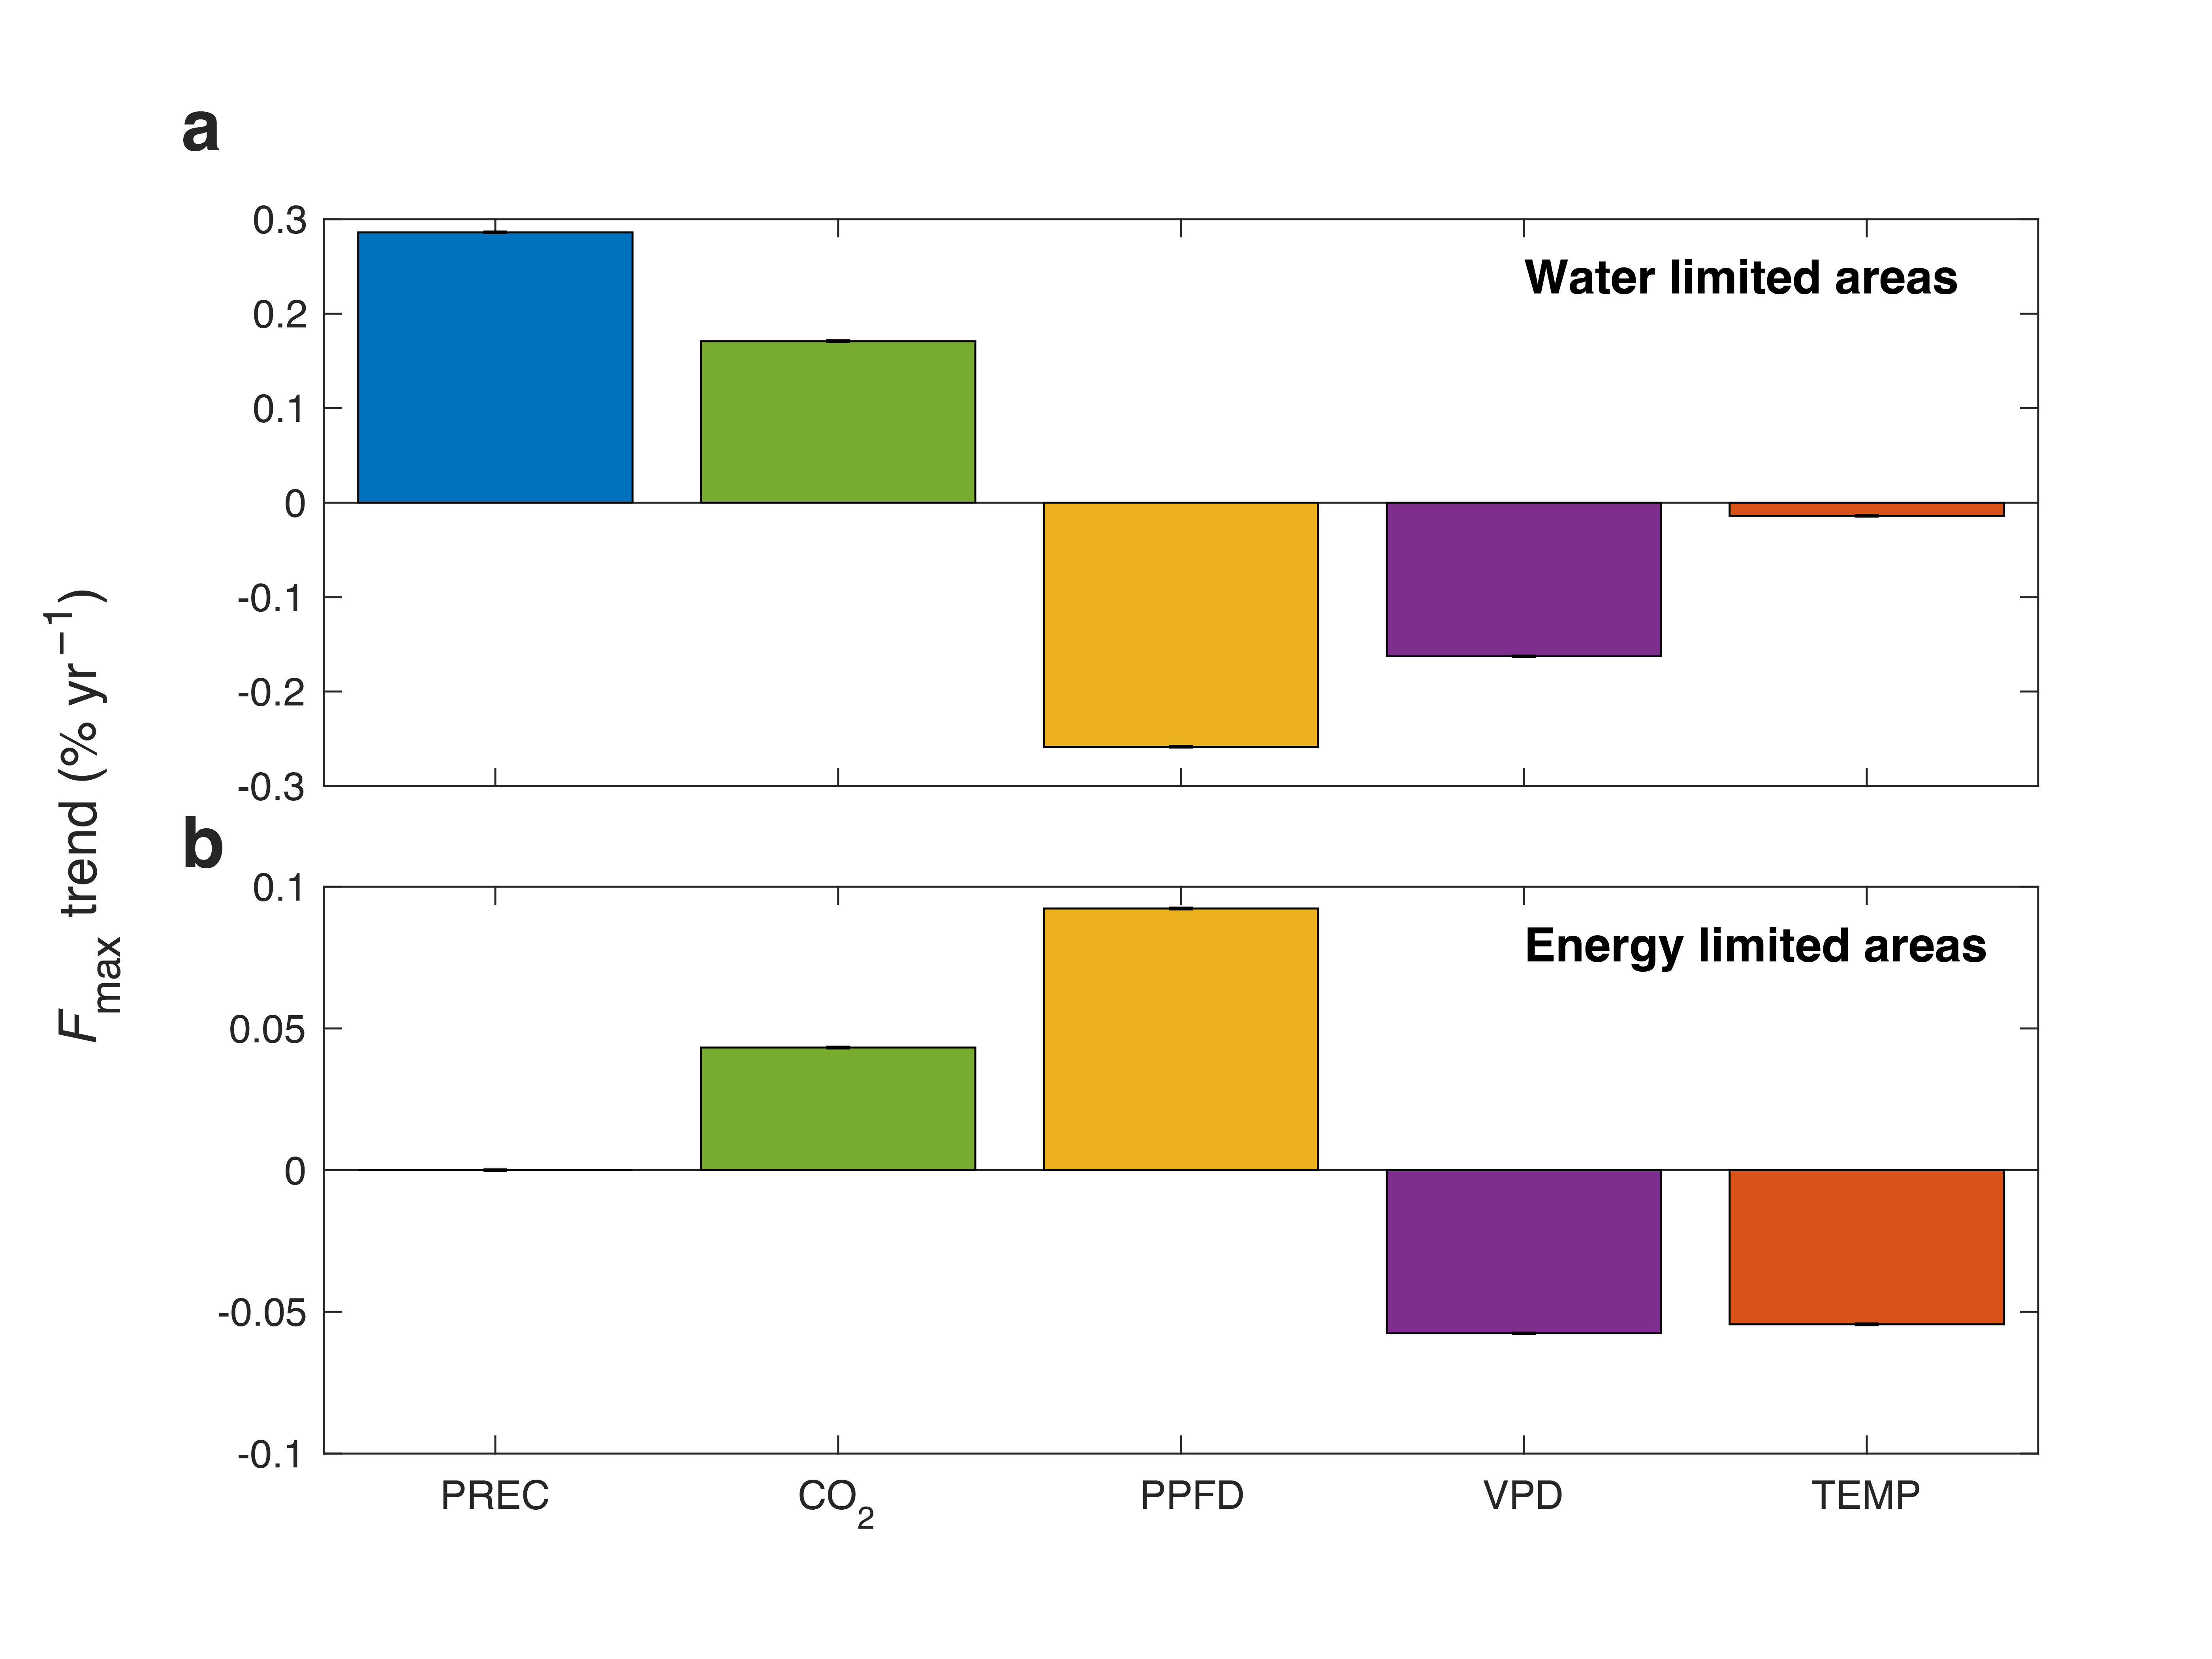 a
0.3
0.2
0.1
0
-0.1
-0.2
-0.3
Water limited areas
F_max trend (% yr⁻¹)
b
0.1
0.05
0
-0.05
-0.1
Energy limited areas
PREC CO₂ PPFD VPD TEMP